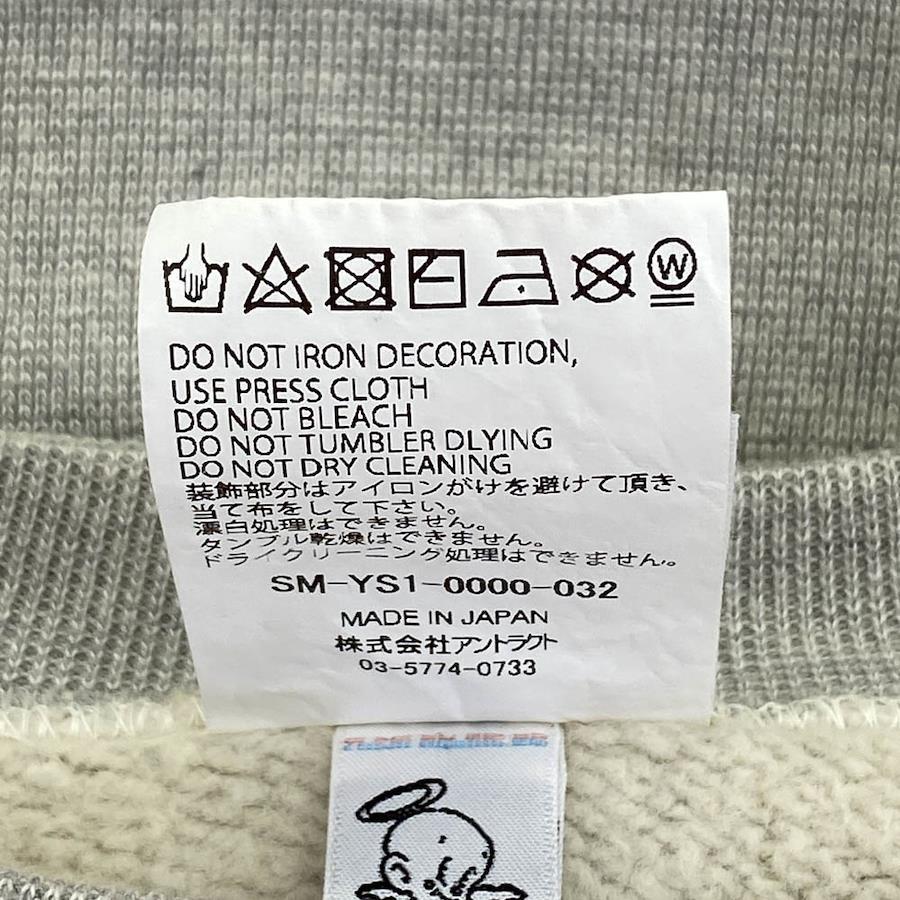 W
DO NOT IRON DECORATION,
USE PRESS CLOTH
DO NOT BLEACH
DO NOT TUMBLER DLYING
DO NOT DRY CLEANING
装飾部分はアイロンがけを避けて頂き、
当て布をして下さい。
漂白処理はできません。
タンブル乾燥はできません。
ドライクリーニング処理はできません。
SM-YS1-0000-032
MADE IN JAPAN
株式会社アントラクト
03-5774-0733